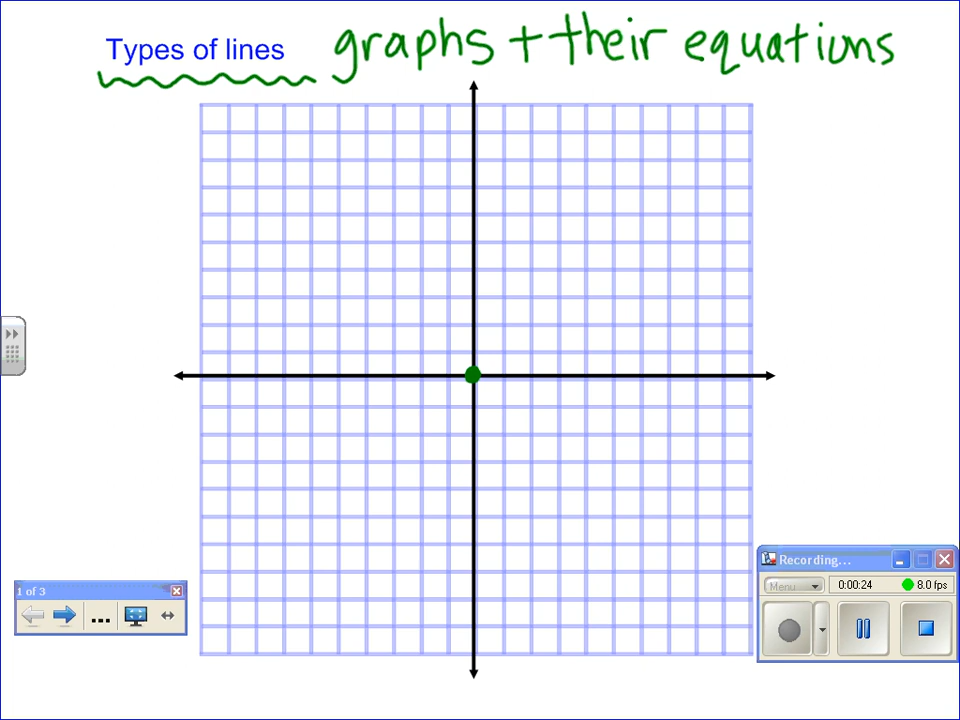 Types of lines graphs + their equations
1 of 3
...
Recording...
Menu
0:00:24
8.0 fps